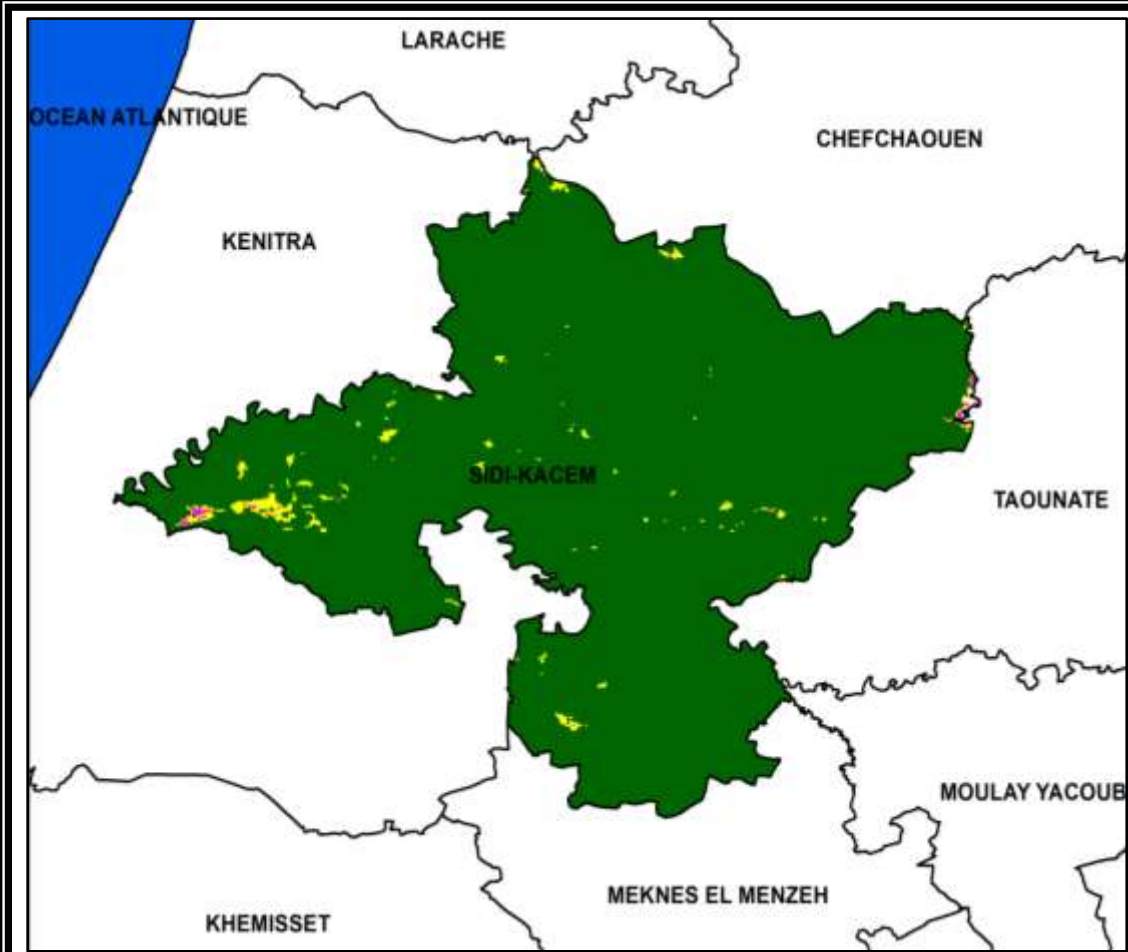 LARACHE
OCEAN ATLANTIQUE
CHEFCHAOUEN
KENITRA
SIDI-KACEM
TAOUNATE
MOULAY YACOUB
MEKNES EL MENZEH
KHEMISSET